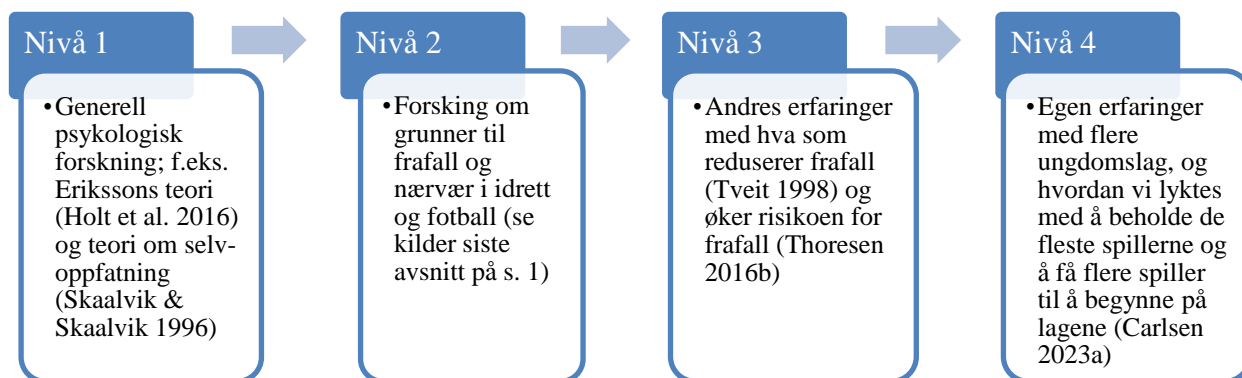 Nivå 1
•Generell
psykologisk
forskning; f.eks.
Erikssons teori
(Holt et al. 2016)
og teori om selv-
oppfatning
(Skaalvik &
Skaalvik 1996)
Nivå 2
•Forsking om
grunner til
frafall og
nærvær i idrett
og fotball (se
kilder siste
avsnitt på s. 1)
Nivå 3
•Andres erfaringer
med hva som
reduserer frafall
(Tveit 1998) og
øker risikoen for
frafall (Thoresen
2016b)
Nivå 4
•Egen erfaringer
med flere
ungdomslag, og
hvordan vi lyktes
med å beholde de
fleste spillerne og
å få flere spiller
til å begynne på
lagene (Carlsen
2023a)